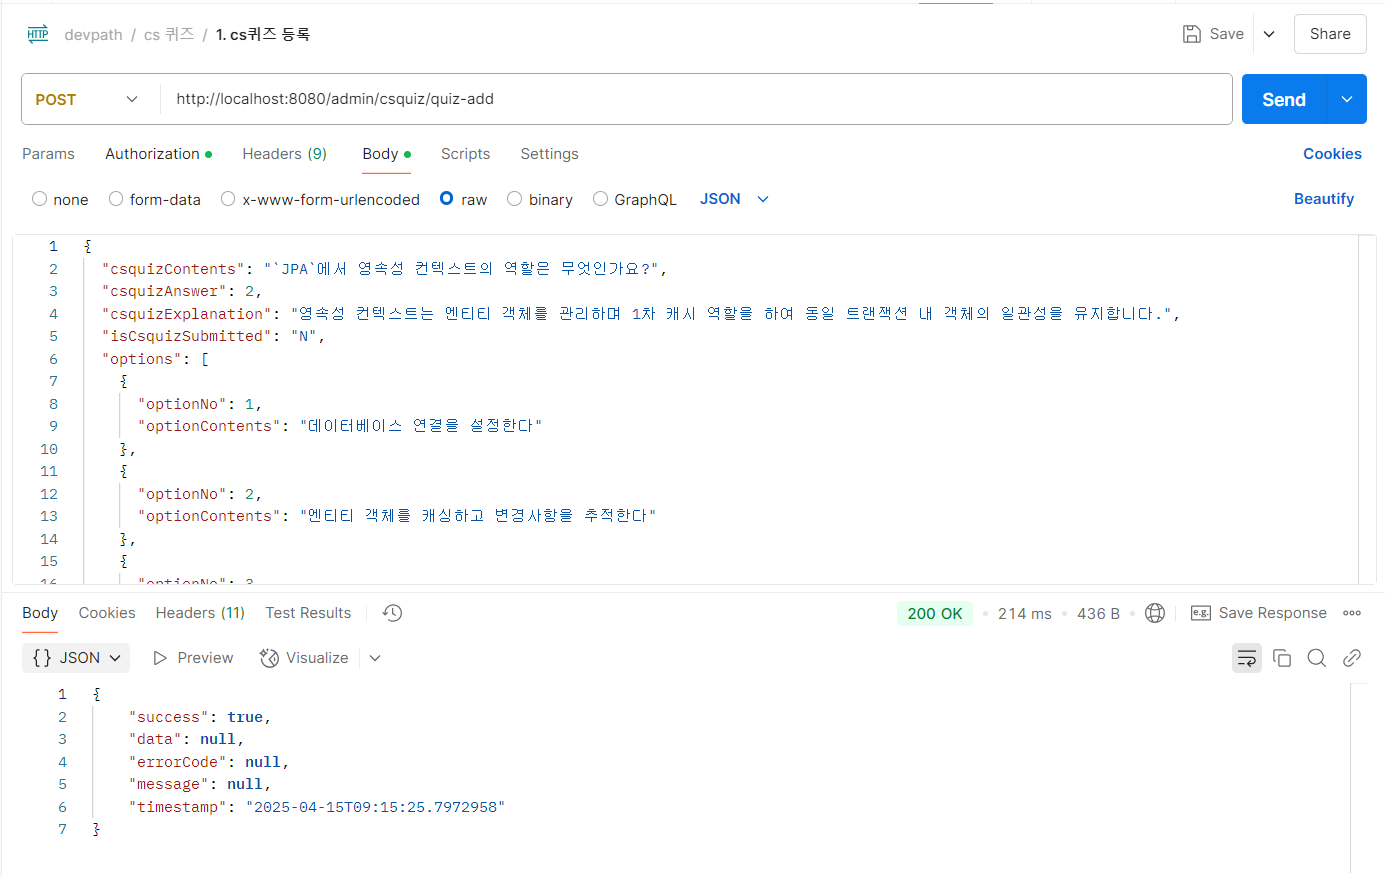 HTTP devpath / cs 퀴즈 / 1. cs퀴즈 등록 Save Share
POST http://localhost:8080/admin/csquiz/quiz-add Send
Params Authorization Headers (9) Body Scripts Settings Cookies
none form-data x-www-form-urlencoded raw binary GraphQL JSON Beautify
1 {
2 "csquizContents": "`JPA`에서 영속성 컨텍스트의 역할은 무엇인가요?",
3 "csquizAnswer": 2,
4 "csquizExplanation": "영속성 컨텍스트는 엔티티 객체를 관리하며 1차 캐시 역할을 하여 동일 트랜잭션 내 객체의 일관성을 유지합니다.",
5 "isCsquizSubmitted": "N",
6 "options": [
7 {
8 "optionNo": 1,
9 "optionContents": "데이터베이스 연결을 설정한다"
10 },
11 {
12 "optionNo": 2,
13 "optionContents": "엔티티 객체를 캐싱하고 변경사항을 추적한다"
14 },
15 {
16 "optionNo": 3
Body Cookies Headers (11) Test Results 200 OK 214 ms 436 B e.g. Save Response
{} JSON Preview Visualize
1 {
2 "success": true,
3 "data": null,
4 "errorCode": null,
5 "message": null,
6 "timestamp": "2025-04-15T09:15:25.7972958"
7 }